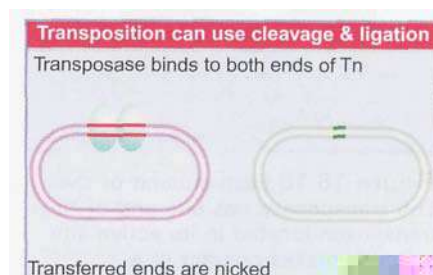 Transposition can use cleavage & ligation
Transposase binds to both ends of Tn
Transferred ends are nicked